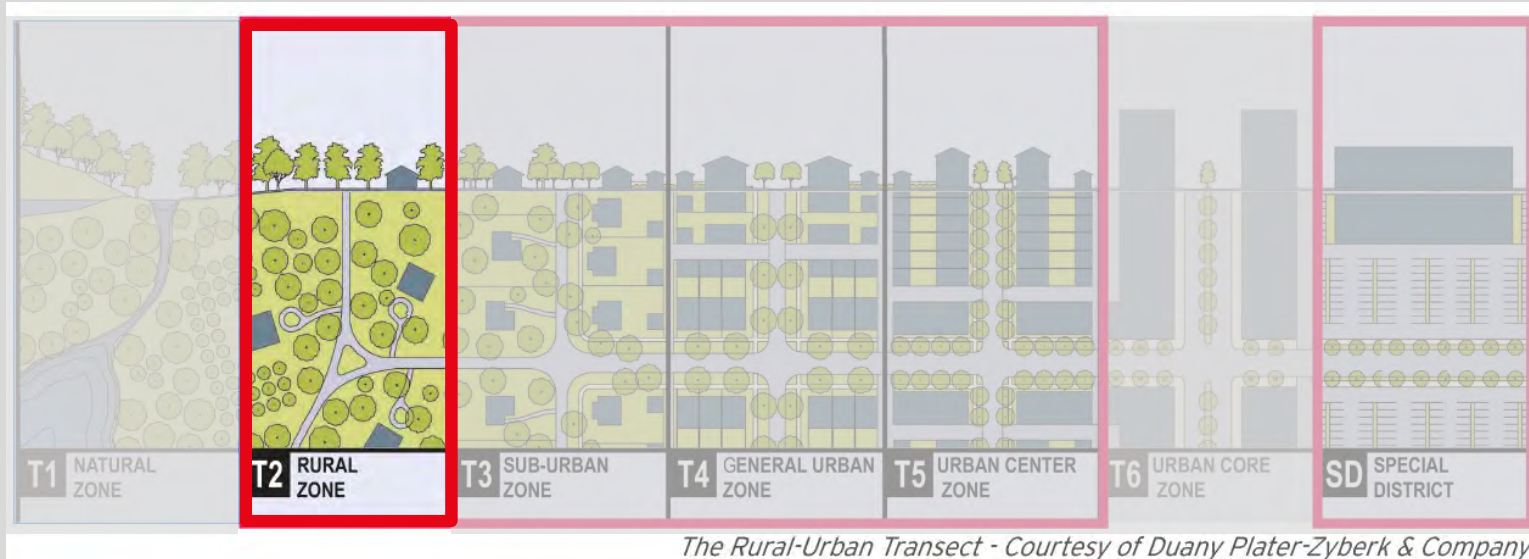 T1 NATURAL
ZONE
T2 RURAL
ZONE
T3 SUB-URBAN
ZONE
T4 GENERAL URBAN
ZONE
T5 URBAN CENTER
ZONE
T6 URBAN CORE
ZONE
SD SPECIAL
DISTRICT
The Rural-Urban Transect - Courtesy of Duany Plater-Zyberk & Company